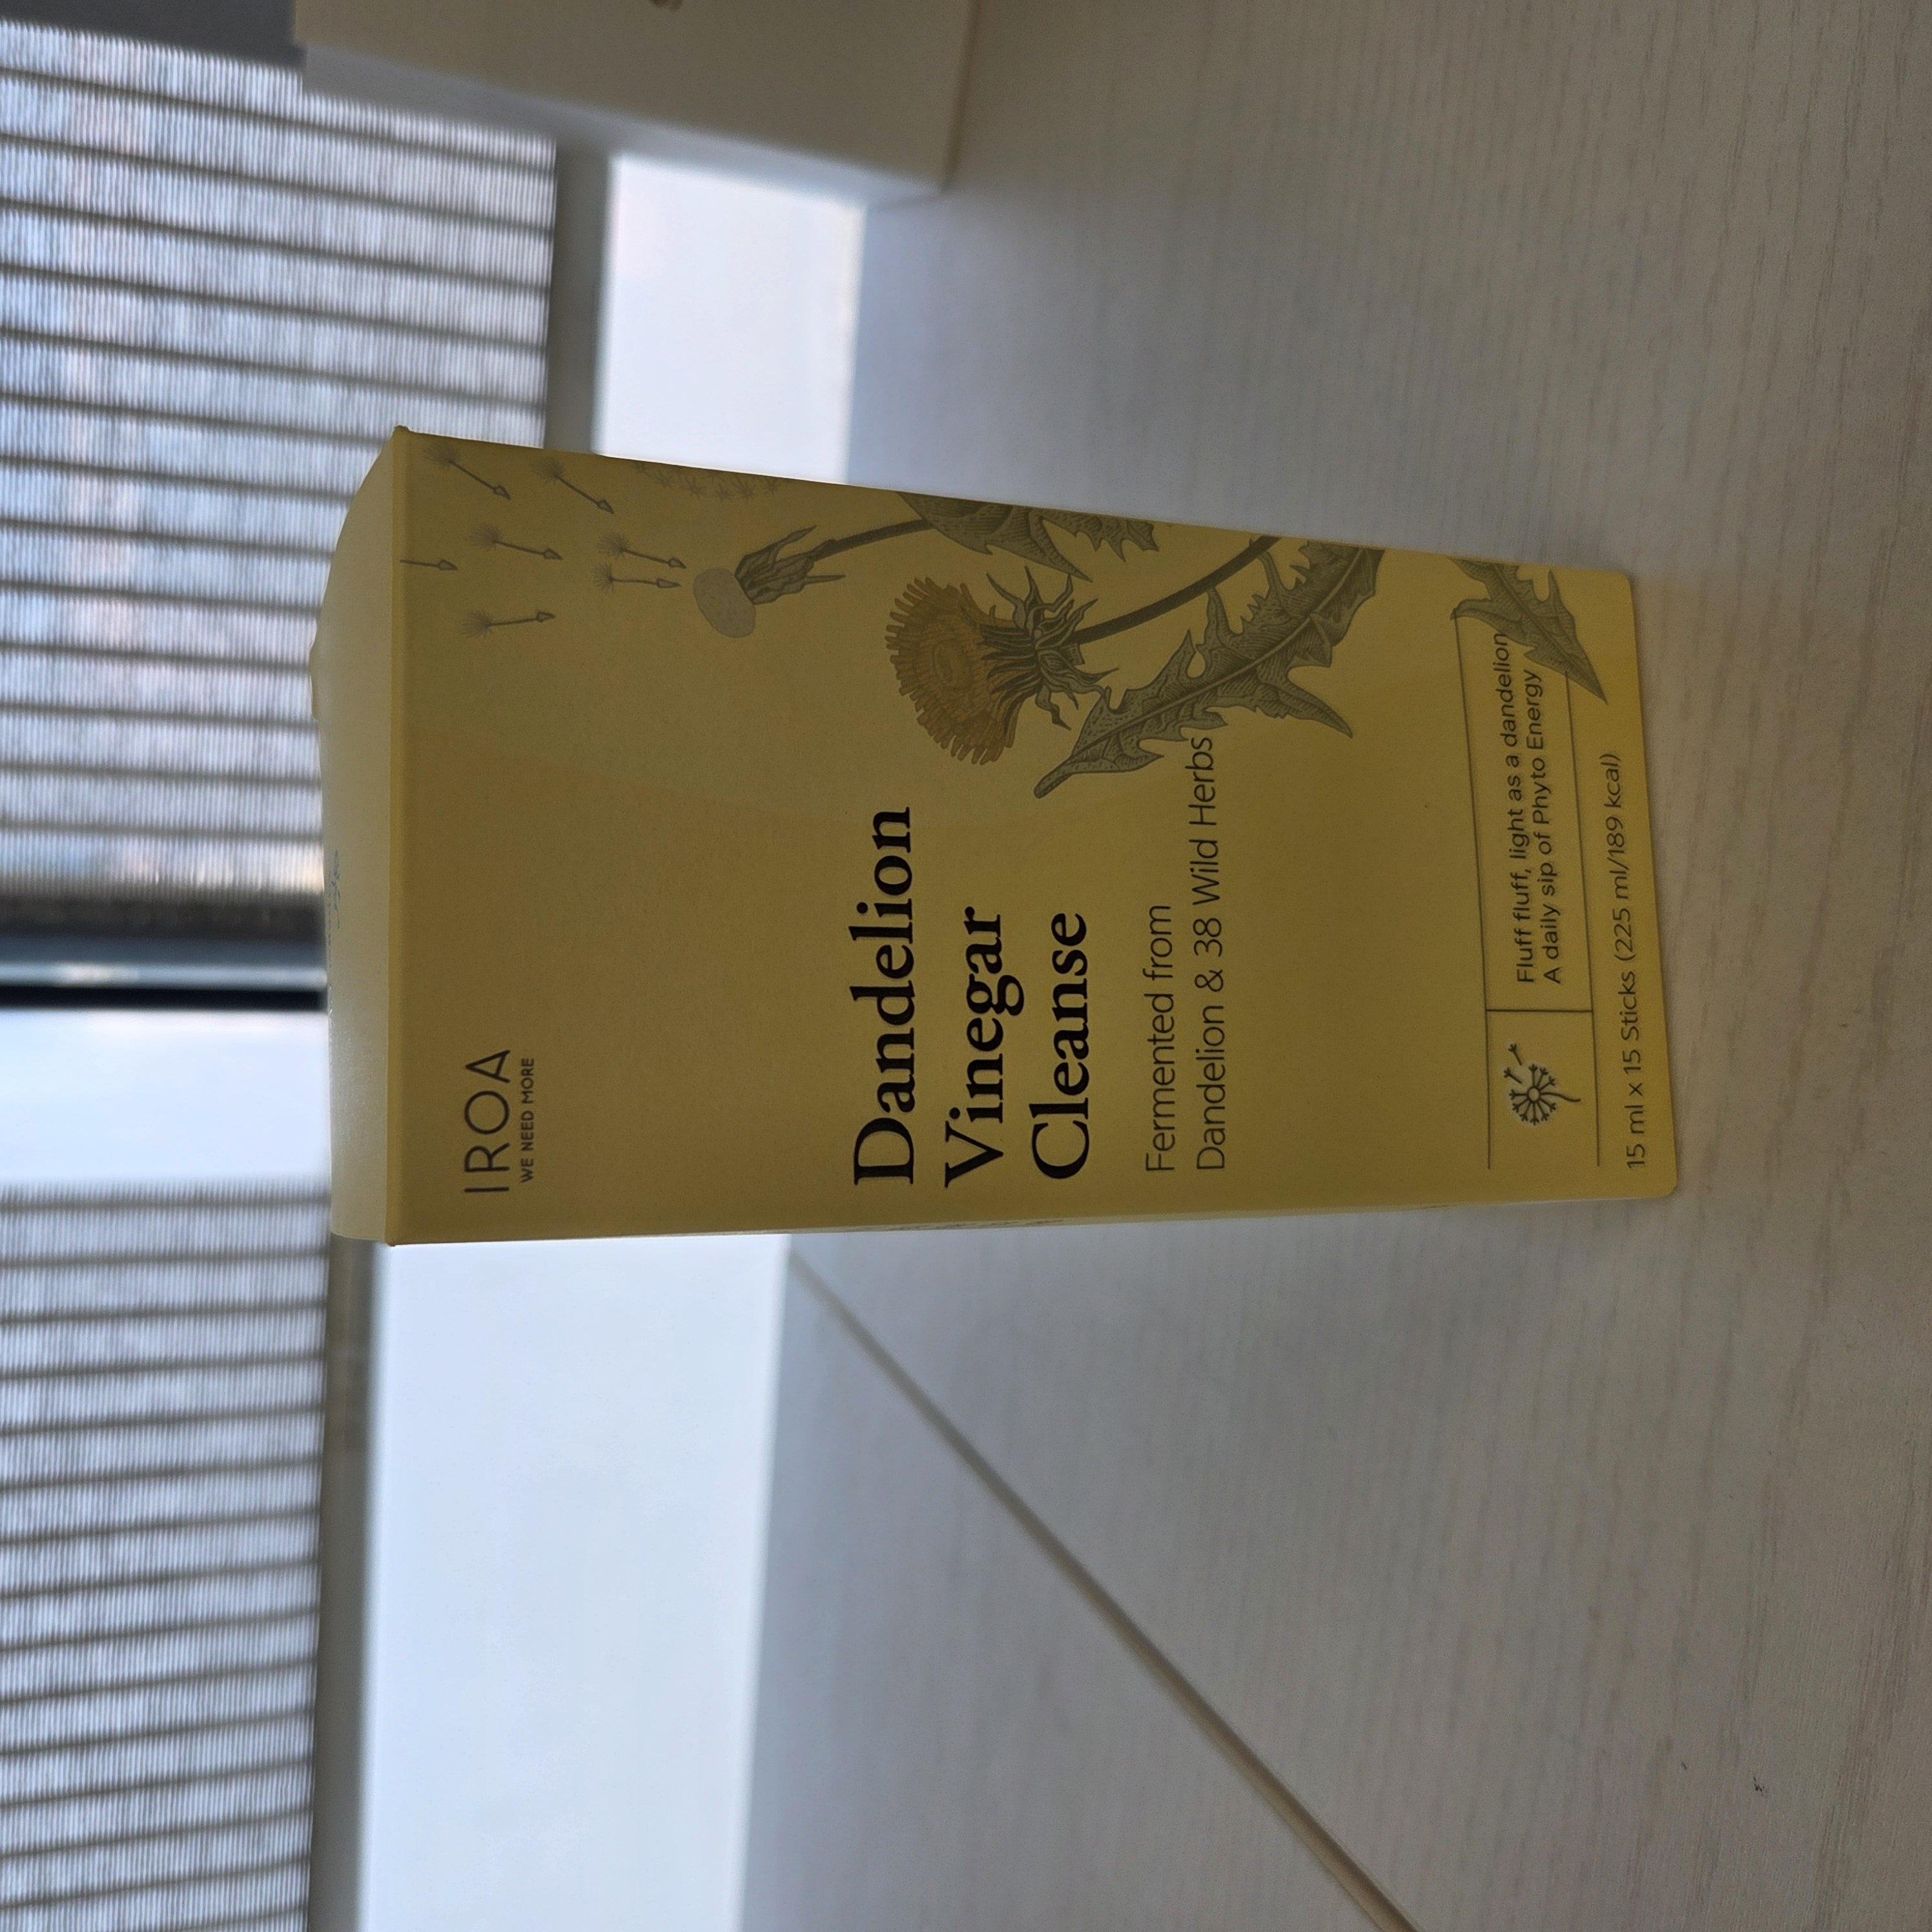 IROA
WE NEED MORE
Dandelion
Vinegar
Cleanse
Fermented from
Dandelion & 38 Wild Herbs
Fluff fluff, light as a dandelion
A daily sip of Phyto Energy
15 ml x 15 Sticks (225 ml/189 kcal)